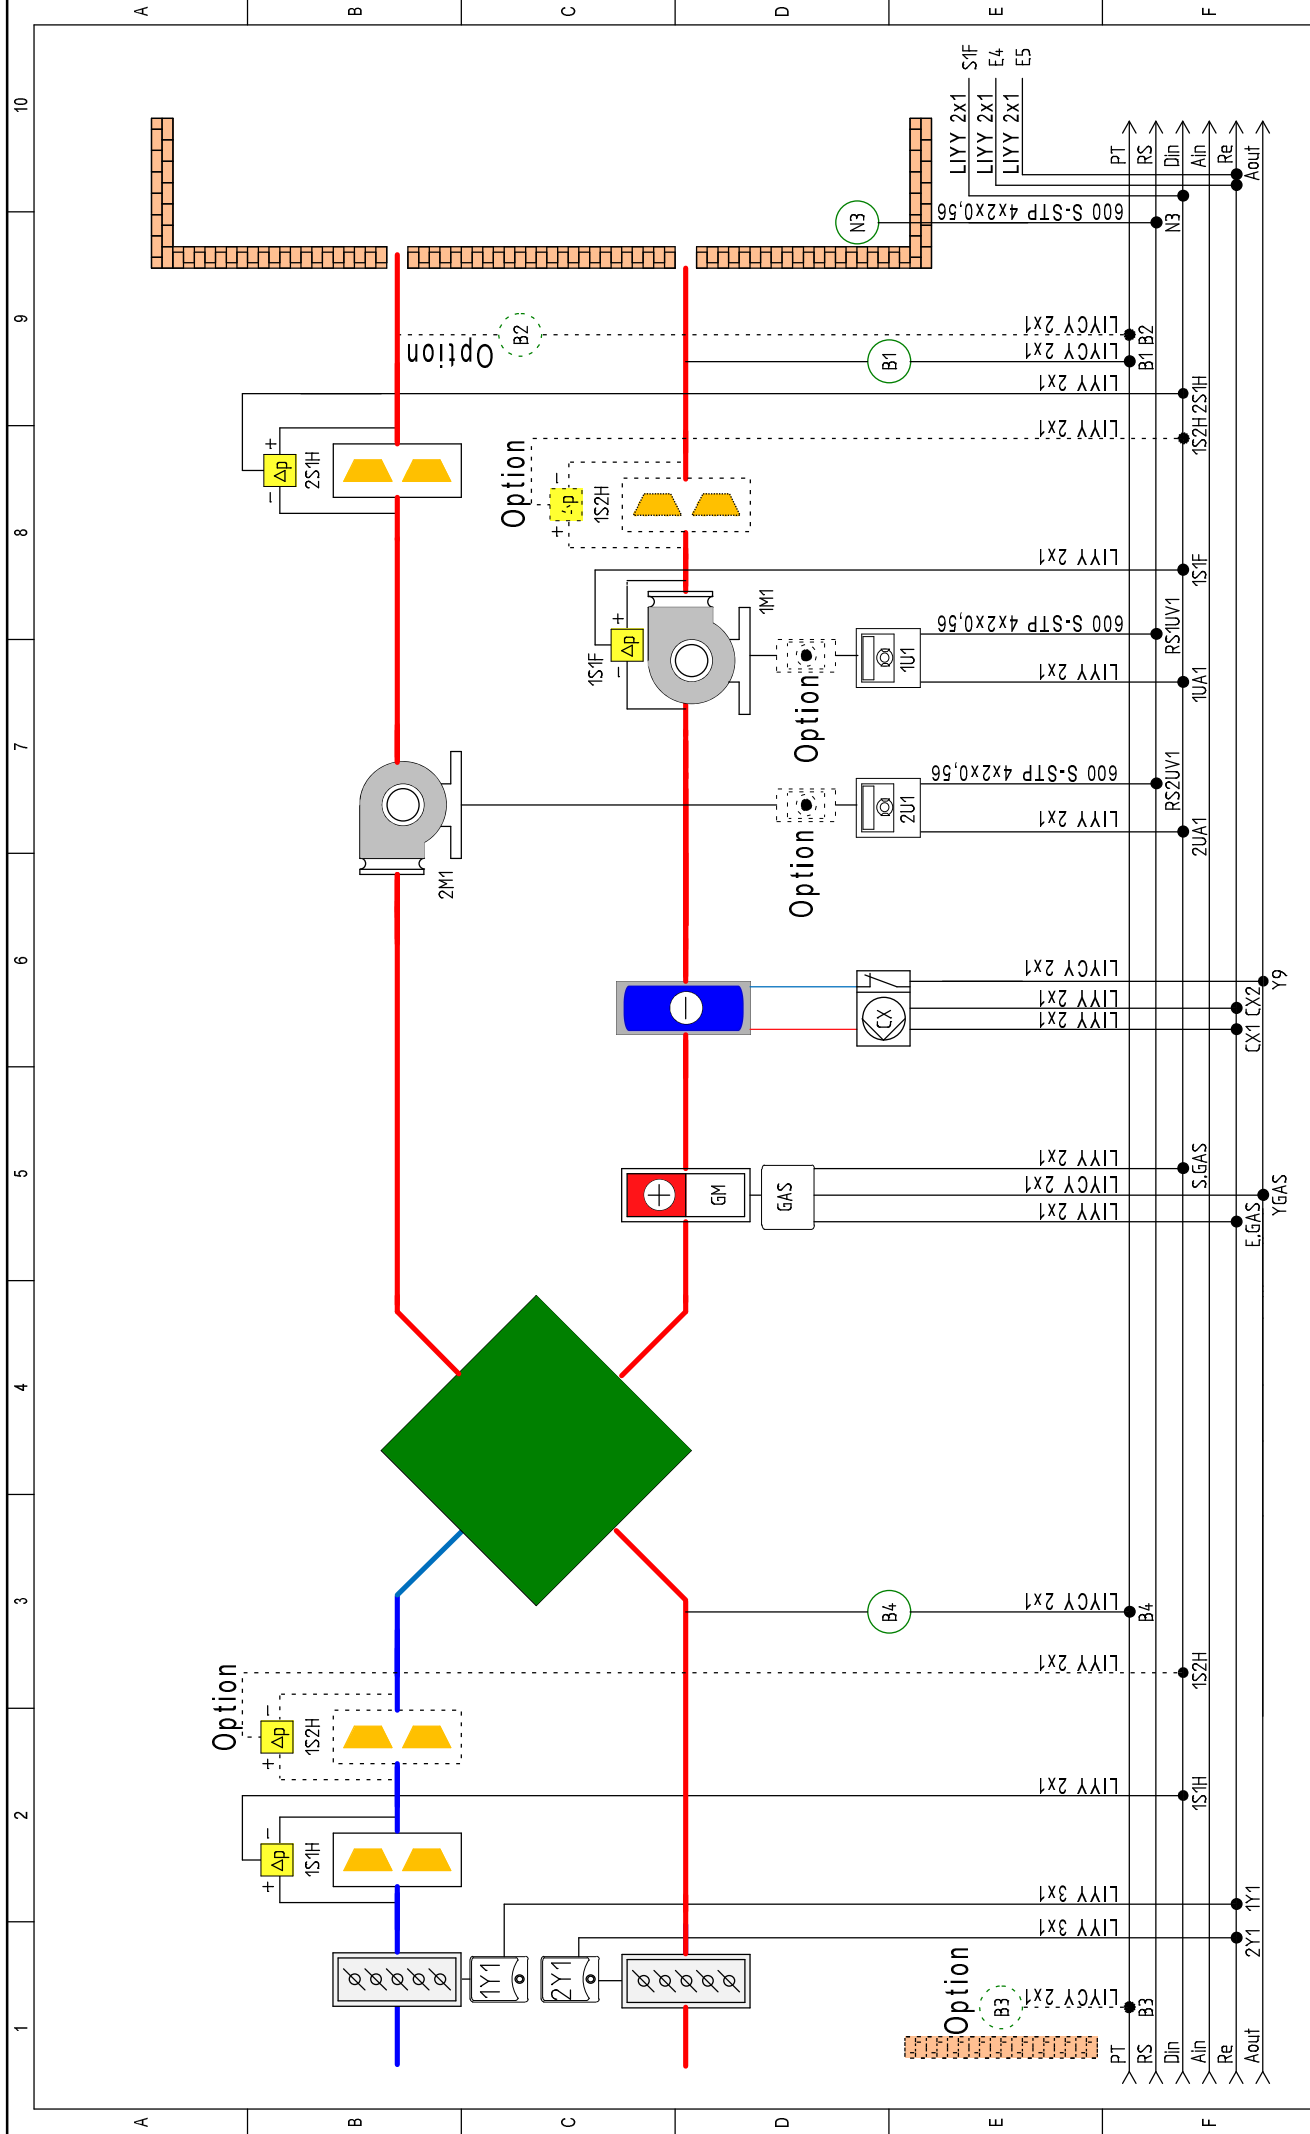 A
B
C
D
E
F
10
9
8
7
6
5
4
3
2
1
S1F
E4
E5
LIYY 2x1
LIYY 2x1
LIYY 2x1
PT
RS
Din
Ain
Re
Aout
N3
600 S-STP 4x2x0,56
N3
B2
Option
LIYCY 2x1
B2
B1
LIYCY 2x1
B1
LIYY 2x1
2S1H
+
Δp
-
2S1H
LIYY 2x1
1S2H
Option
-
p
+
1S2H
LIYY 2x1
1S1F
+
Δp
-
1S1F
1M1
600 S-STP 4x2x0,56
RS1UV1
1U1
Option
LIYY 2x1
1UA1
600 S-STP 4x2x0,56
RS2UV1
2U1
Option
LIYY 2x1
2UA1
2M1
LIYCY 2x1
Y9
CX
LIYY 2x1
CX2
LIYY 2x1
CX1
GM
GAS
LIYY 2x1
S.GAS
LIYCY 2x1
YGAS
LIYY 2x1
E.GAS
B4
LIYCY 2x1
B4
Option
LIYY 2x1
1S2H
-
Δp
+
1S2H
LIYY 2x1
1S1H
-
Δp
+
1S1H
LIYY 3x1
1Y1
1Y1
LIYY 3x1
2Y1
2Y1
Option
B3
LIYCY 2x1
B3
PT
RS
Din
Ain
Re
Aout
A
B
C
D
E
F